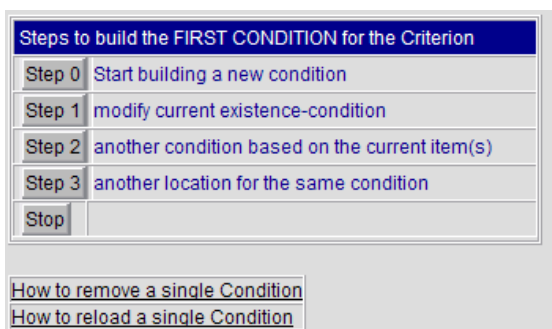 Steps to build the FIRST CONDITION for the Criterion
Step 0 Start building a new condition
Step 1 modify current existence-condition
Step 2 another condition based on the current item(s)
Step 3 another location for the same condition
Stop
How to remove a single Condition
How to reload a single Condition